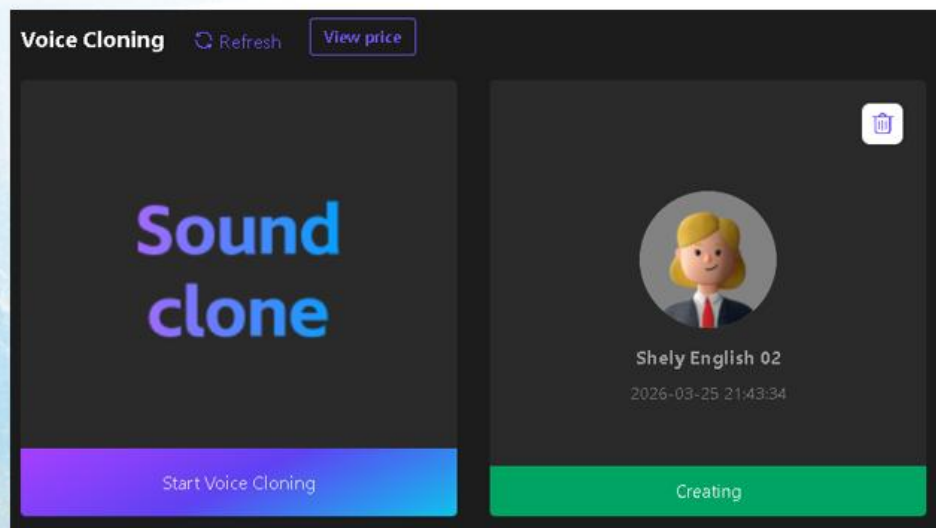 Voice Cloning
Refresh
View price
Sound
clone
Start Voice Cloning
Shely English 02
2026-03-25 21:43:34
Creating